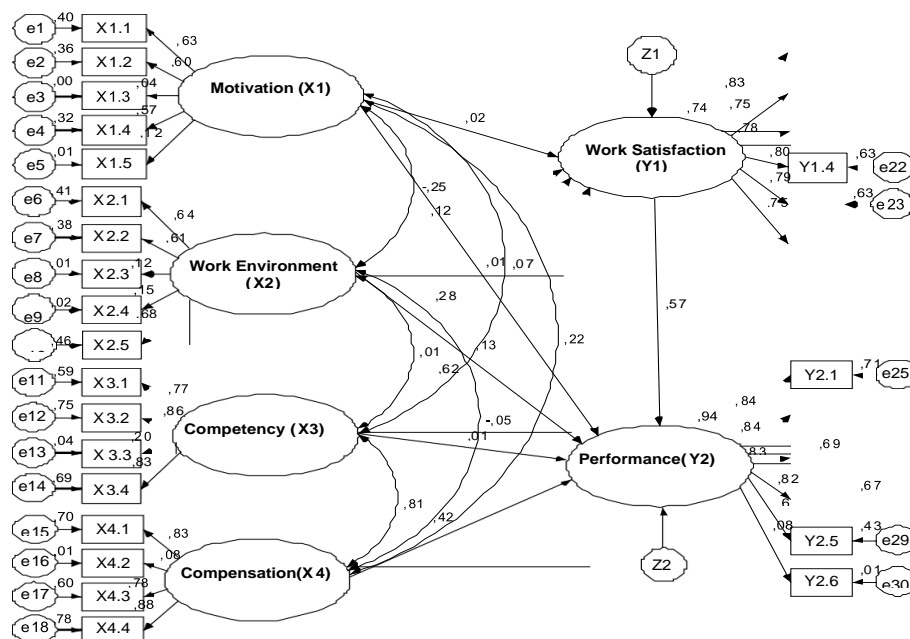 e1 ,40 X1.1
,63
e2 ,36 X1.2
,60
e3 ,00 X1.3
,04
e4 ,32 X1.4
,57
e5 ,01 X1.5
Motivation (X1)
e6 ,41 X2.1
,64
e7 ,38 X2.2
,61
e8 ,01 X2.3
,12
e9 ,02 X2.4
,15
,46 X2.5
,68
Work Environment
(X2)
e11 ,59 X3.1
,77
e12 ,75 X3.2
,86
e13 ,04 X3.3
,20
e14 ,69 X3.4
,83
Competency (X3)
e15 ,70 X4.1
,83
e16 ,01 X4.2
,08
e17 ,60 X4.3
,78
e18 ,78 X4.4
,88
Compensation(X4)
,02
-,25
,12
,01
,07
,28
,13
,22
,01
,62
-,05
,01
,81
,42
,57
Z1
,74
Work Satisfaction
(Y1)
,83
,75
,78
,80
,79
Y1.4 ,63 e22
,63 e23
Y2.1 ,71 e25
,94
Performance(Y2)
,84
,84
,83
,69
,82
,67
,08
Y2.5 ,43 e29
Y2.6 ,01 e30
Z2